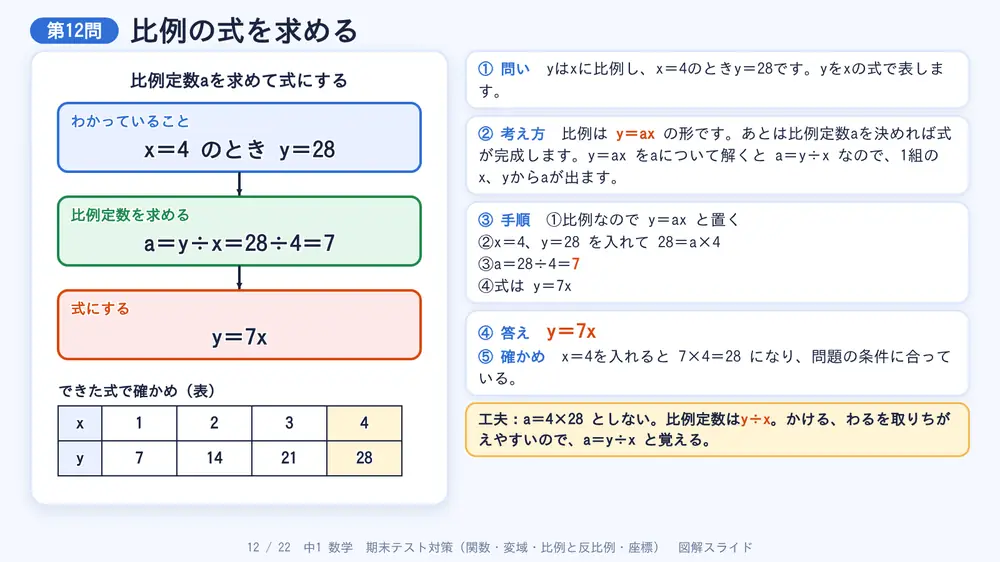 第12問 比例の式を求める
比例定数aを求めて式にする
わかっていること
x＝4 のとき y＝28
比例定数を求める
a＝y÷x＝28÷4＝7
式にする
y＝7x
できた式で確かめ（表）
x 1 2 3 4
y 7 14 21 28
① 問い yはxに比例し、x＝4のときy＝28です。yをxの式で表しま
す。
② 考え方 比例は y＝ax の形です。あとは比例定数aを決めれば式
が完成します。y＝ax をaについて解くと a＝y÷x なので、1組の
x、yからaが出ます。
③ 手順 ①比例なので y＝ax と置く
②x＝4、y＝28 を入れて 28＝a×4
③a＝28÷4＝7
④式は y＝7x
④ 答え y＝7x
⑤ 確かめ x＝4を入れると 7×4＝28 になり、問題の条件に合って
いる。
工夫：a＝4×28 としない。比例定数はy÷x。かける、わるを取りちが
えやすいので、a＝y÷x と覚える。
12 / 22 中1 数学 期末テスト対策（関数・変域・比例と反比例・座標） 図解スライド